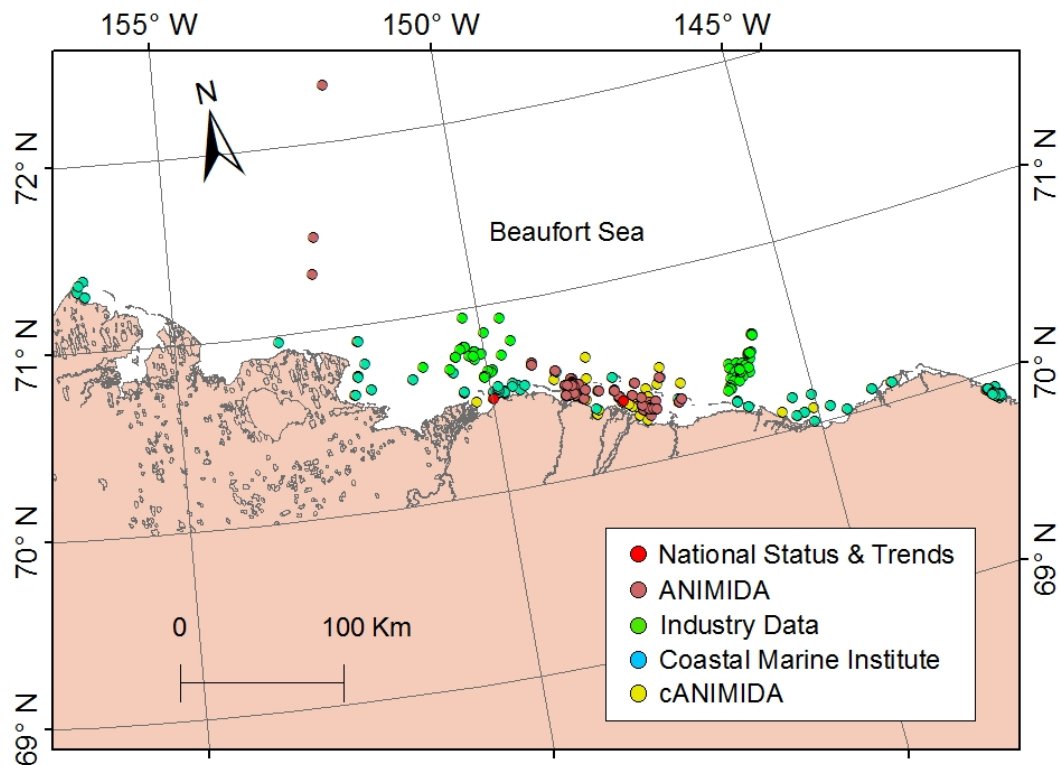 155° W 150° W 145° W
N
72° N
71° N
Beaufort Sea
71° N
70° N
70° N
69° N
69° N
0 100 Km
National Status & Trends
ANIMIDA
Industry Data
Coastal Marine Institute
cANIMIDA